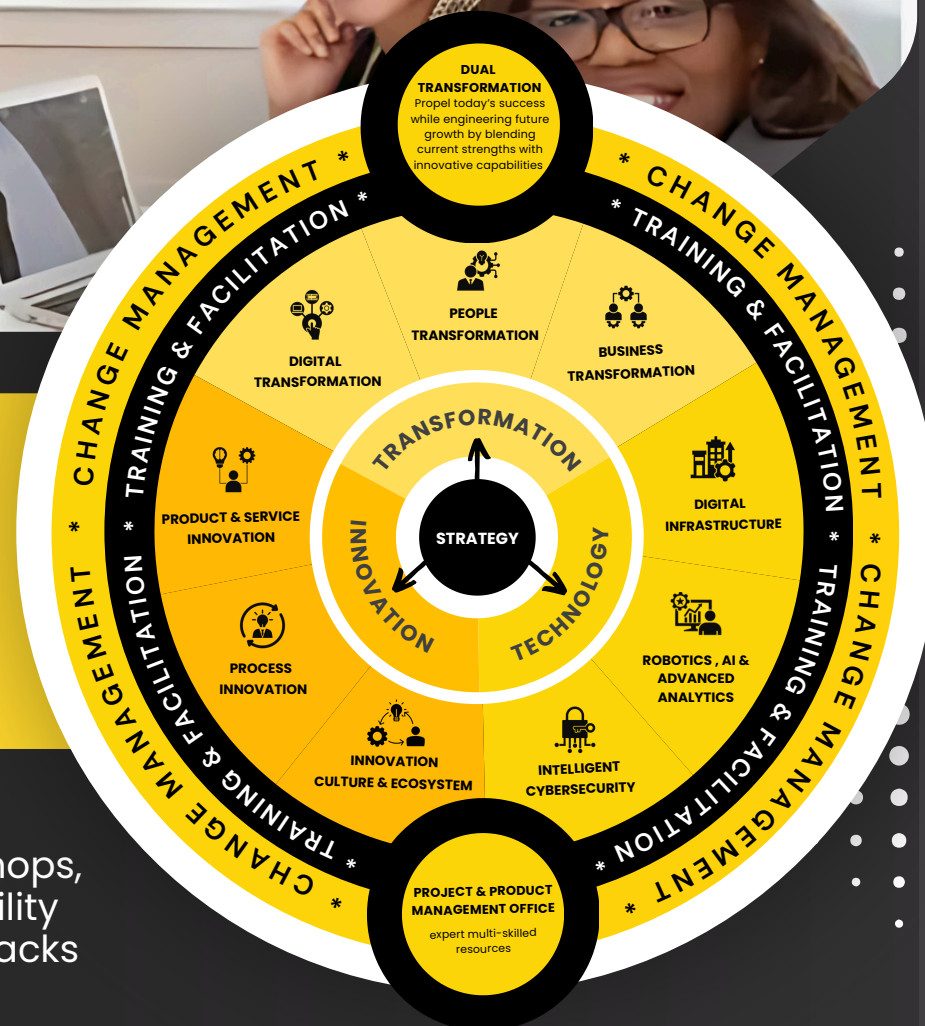 DUAL
TRANSFORMATION
Propel today's success
while engineering future
growth by blending
current strengths with
innovative capabilities
* CHANGE MANAGEMENT *
* CHANGE MANAGEMENT *
* CHANGE MANAGEMENT *
* CHANGE MANAGEMENT *
* TRAINING & FACILITATION *
* TRAINING & FACILITATION *
* TRAINING & FACILITATION *
* TRAINING & FACILITATION *
DIGITAL
TRANSFORMATION
PEOPLE
TRANSFORMATION
BUSINESS
TRANSFORMATION
PRODUCT & SERVICE
INNOVATION
TRANSFORMATION
INNOVATION
STRATEGY
TECHNOLOGY
DIGITAL
INFRASTRUCTURE
PROCESS
INNOVATION
ROBOTICS , AI &
ADVANCED
ANALYTICS
INNOVATION
CULTURE & ECOSYSTEM
INTELLIGENT
CYBERSECURITY
PROJECT & PRODUCT
MANAGEMENT OFFICE
expert multi-skilled
resources